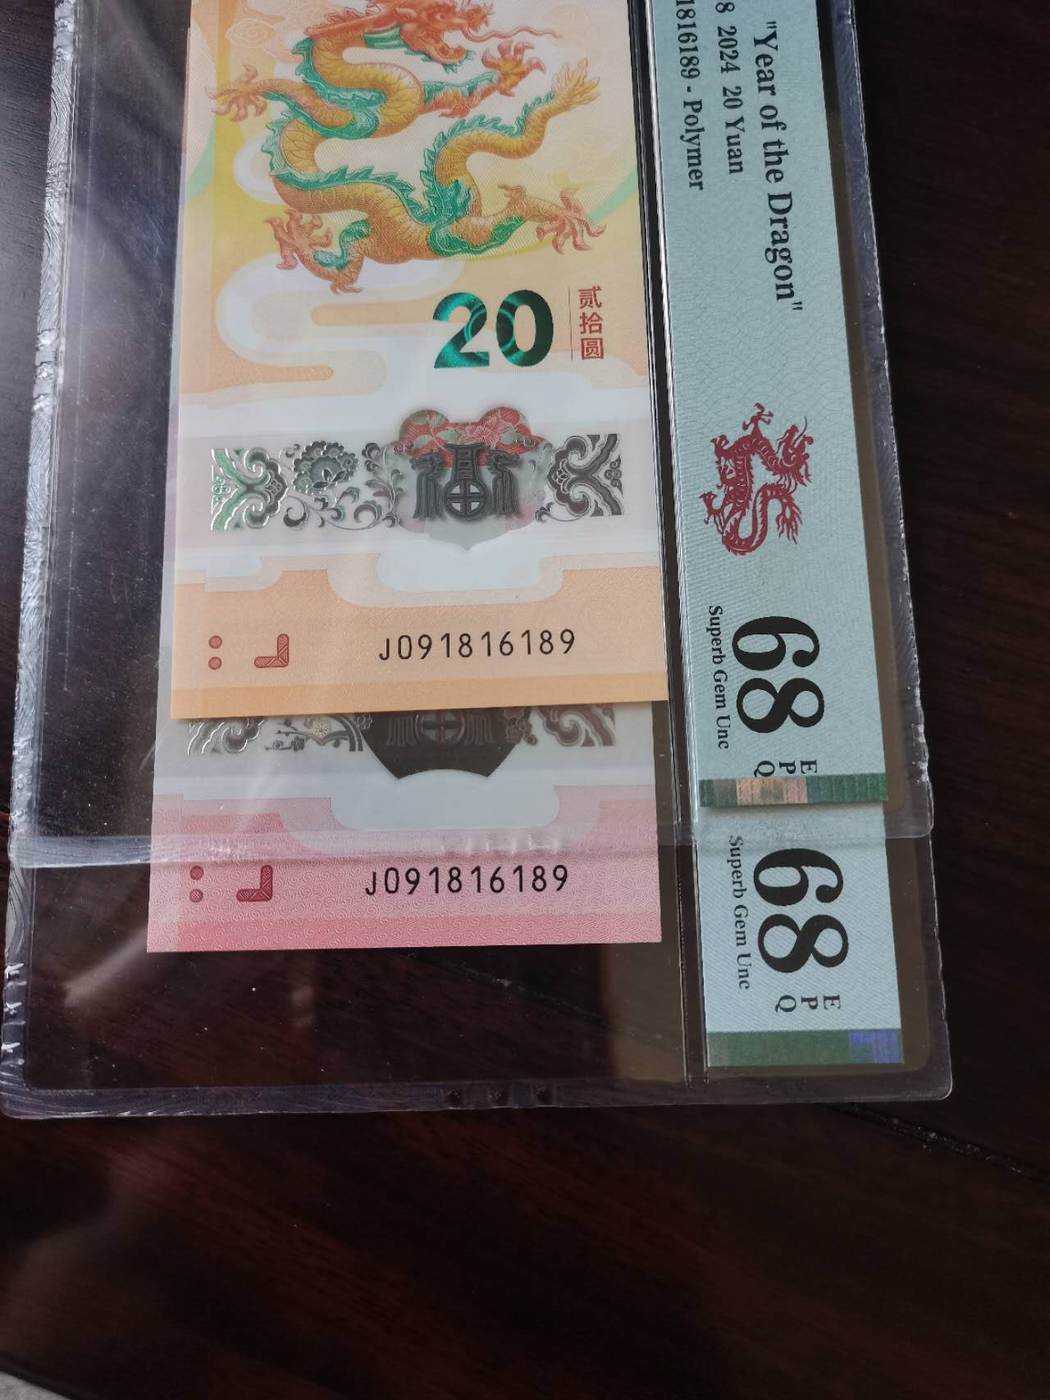 20
贰拾圆
福
J091816189
J091816189
"Year of the Dragon"
8 2024 20 Yuan
1816189 - Polymer
68
EPQ
Superb Gem Unc
68
EPQ
Superb Gem Unc